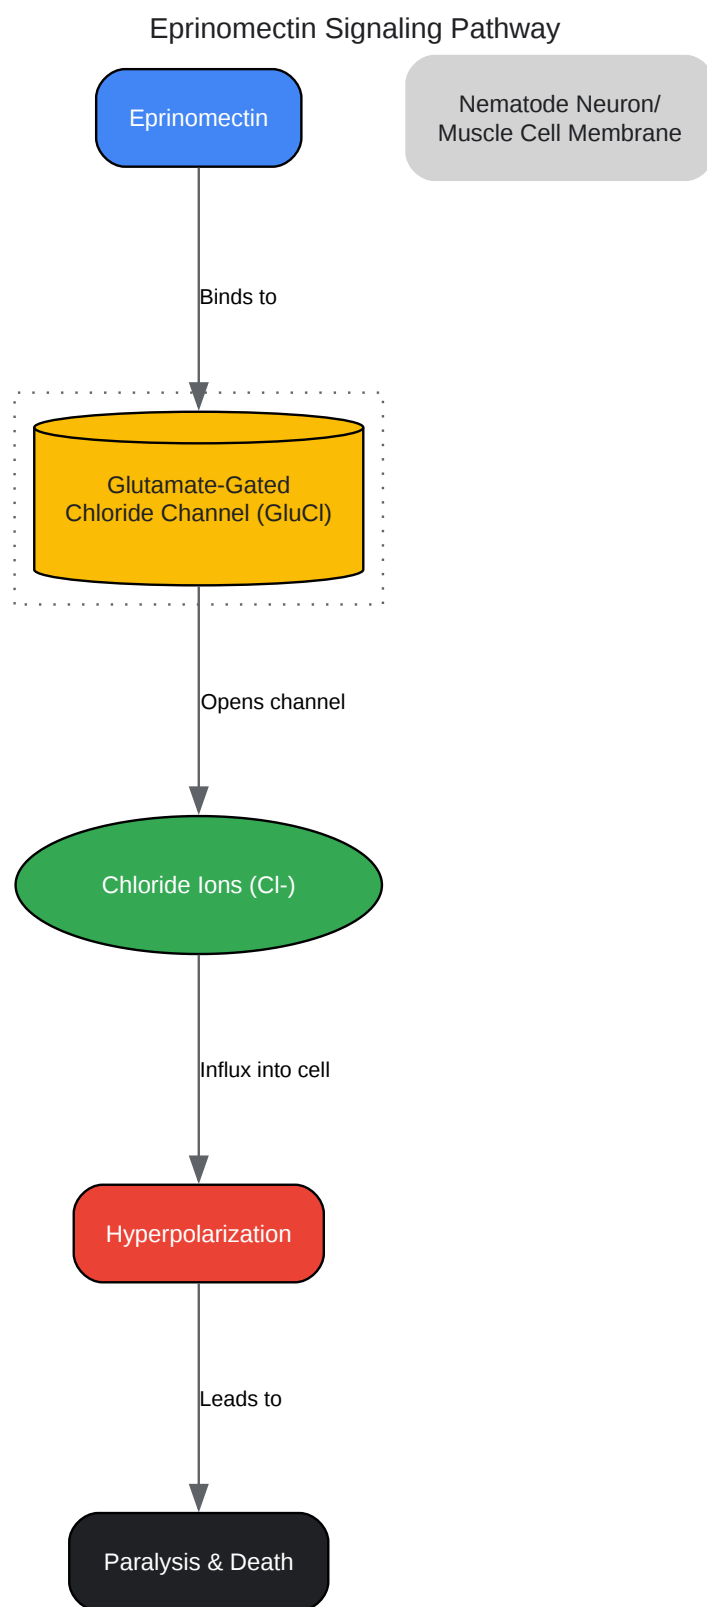 Eprinomectin Signaling Pathway
Eprinomectin
Nematode Neuron/
Muscle Cell Membrane
Binds to
Glutamate-Gated
Chloride Channel (GluCl)
Opens channel
Chloride Ions (Cl-)
Influx into cell
Hyperpolarization
Leads to
Paralysis & Death